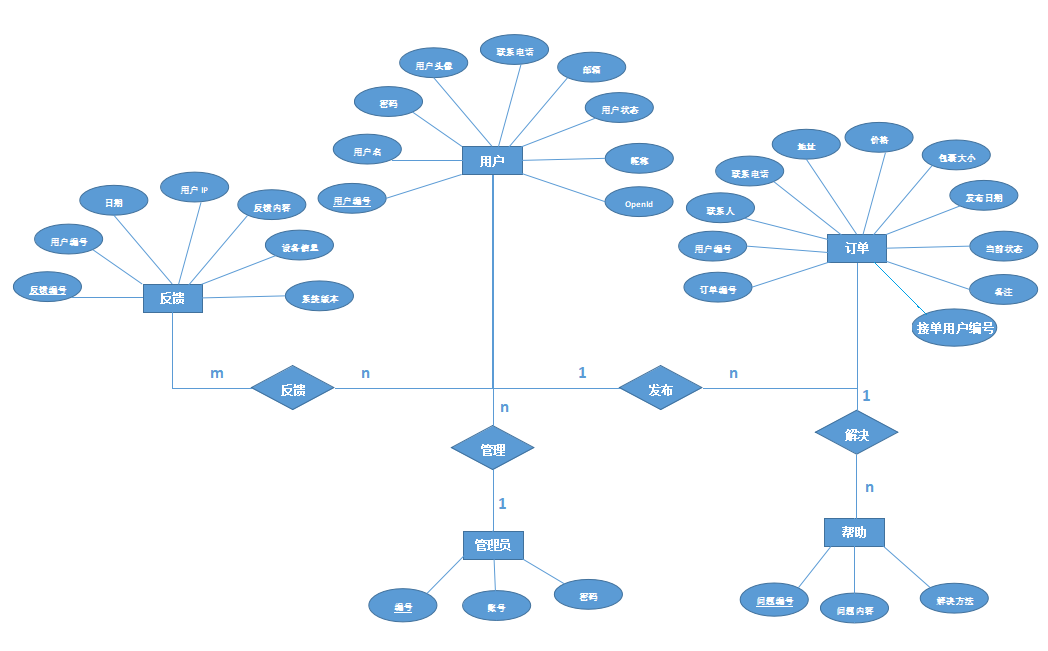 联系电话
用户头像
邮箱
密码
用户状态
用户名
用户
昵称
用户编号
OpenId
地址
价格
联系电话
包裹大小
联系人
发布日期
用户编号
订单
当前状态
订单编号
备注
接单用户编号
日期
用户 IP
反馈内容
用户编号
设备信息
反馈编号
反馈
系统版本
m
反馈
n
1
发布
n
n
1
管理
解决
1
n
管理员
帮助
编号
账号
密码
问题编号
问题内容
解决方法